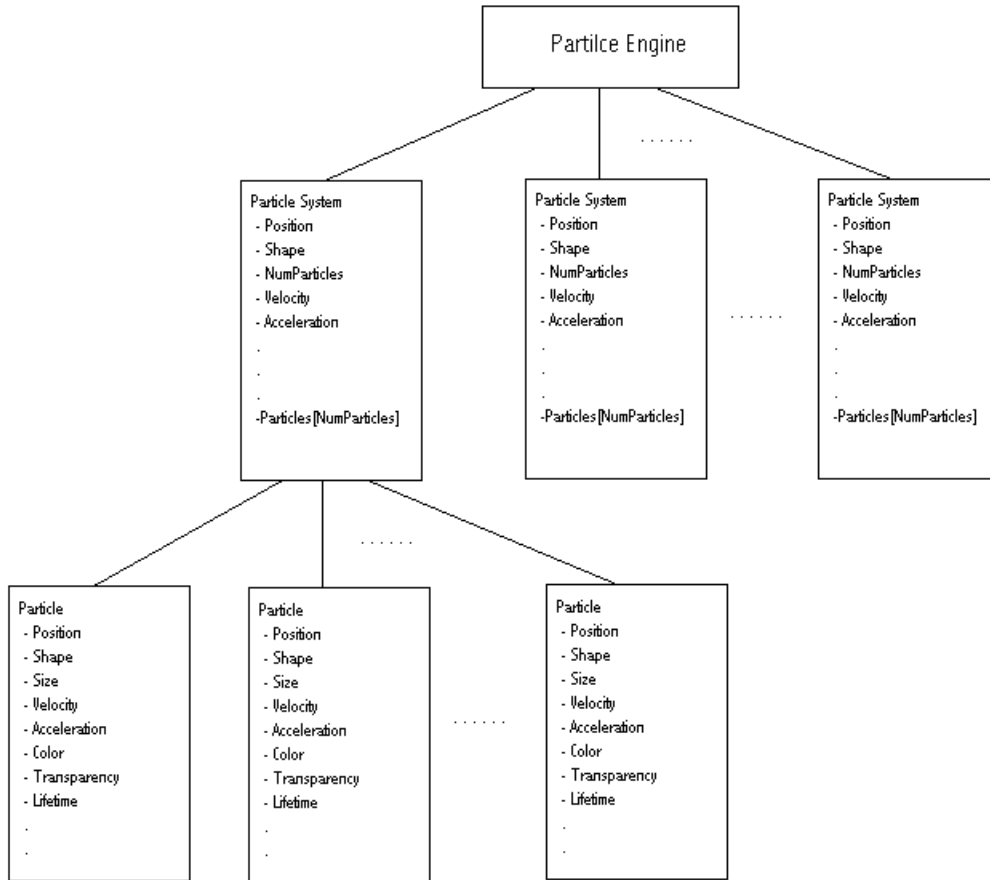 Partilce Engine
. . . . . .
Particle System
- Position
- Shape
- NumParticles
- Velocity
- Acceleration
.
.
.
-Particles[NumParticles]
Particle System
- Position
- Shape
- NumParticles
- Velocity
- Acceleration
.
.
.
-Particles[NumParticles]
. . . . . .
Particle System
- Position
- Shape
- NumParticles
- Velocity
- Acceleration
.
.
.
-Particles[NumParticles]
. . . . . .
Particle
- Position
- Shape
- Size
- Velocity
- Acceleration
- Color
- Transparency
- Lifetime
.
.
Particle
- Position
- Shape
- Size
- Velocity
- Acceleration
- Color
- Transparency
- Lifetime
.
.
. . . . . .
Particle
- Position
- Shape
- Size
- Velocity
- Acceleration
- Color
- Transparency
- Lifetime
.
.